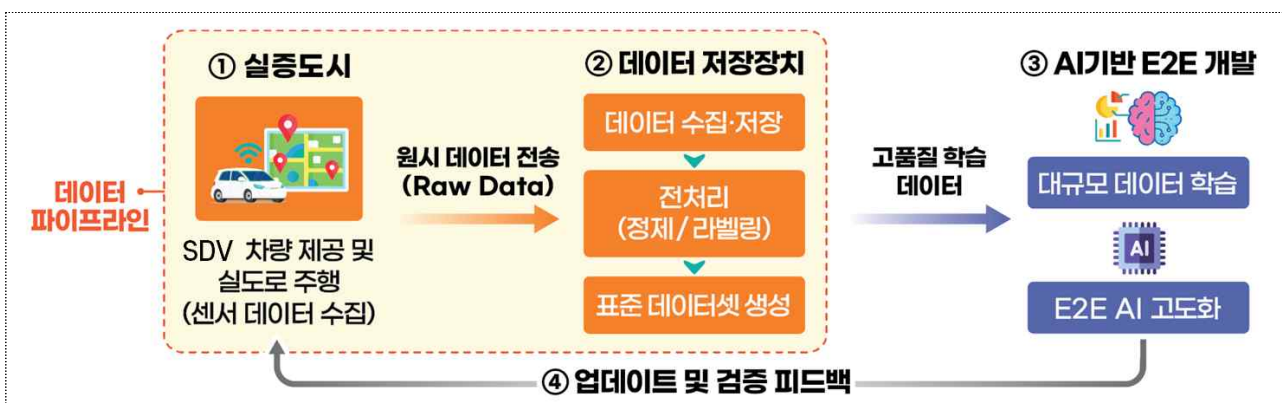 데이터
파이프라인
① 실증도시
SDV 차량 제공 및
실도로 주행
(센서 데이터 수집)
원시 데이터 전송
(Raw Data)
② 데이터 저장장치
데이터 수집·저장
전처리
(정제/라벨링)
표준 데이터셋 생성
고품질 학습
데이터
③ AI기반 E2E 개발
대규모 데이터 학습
AI
E2E AI 고도화
④ 업데이트 및 검증 피드백